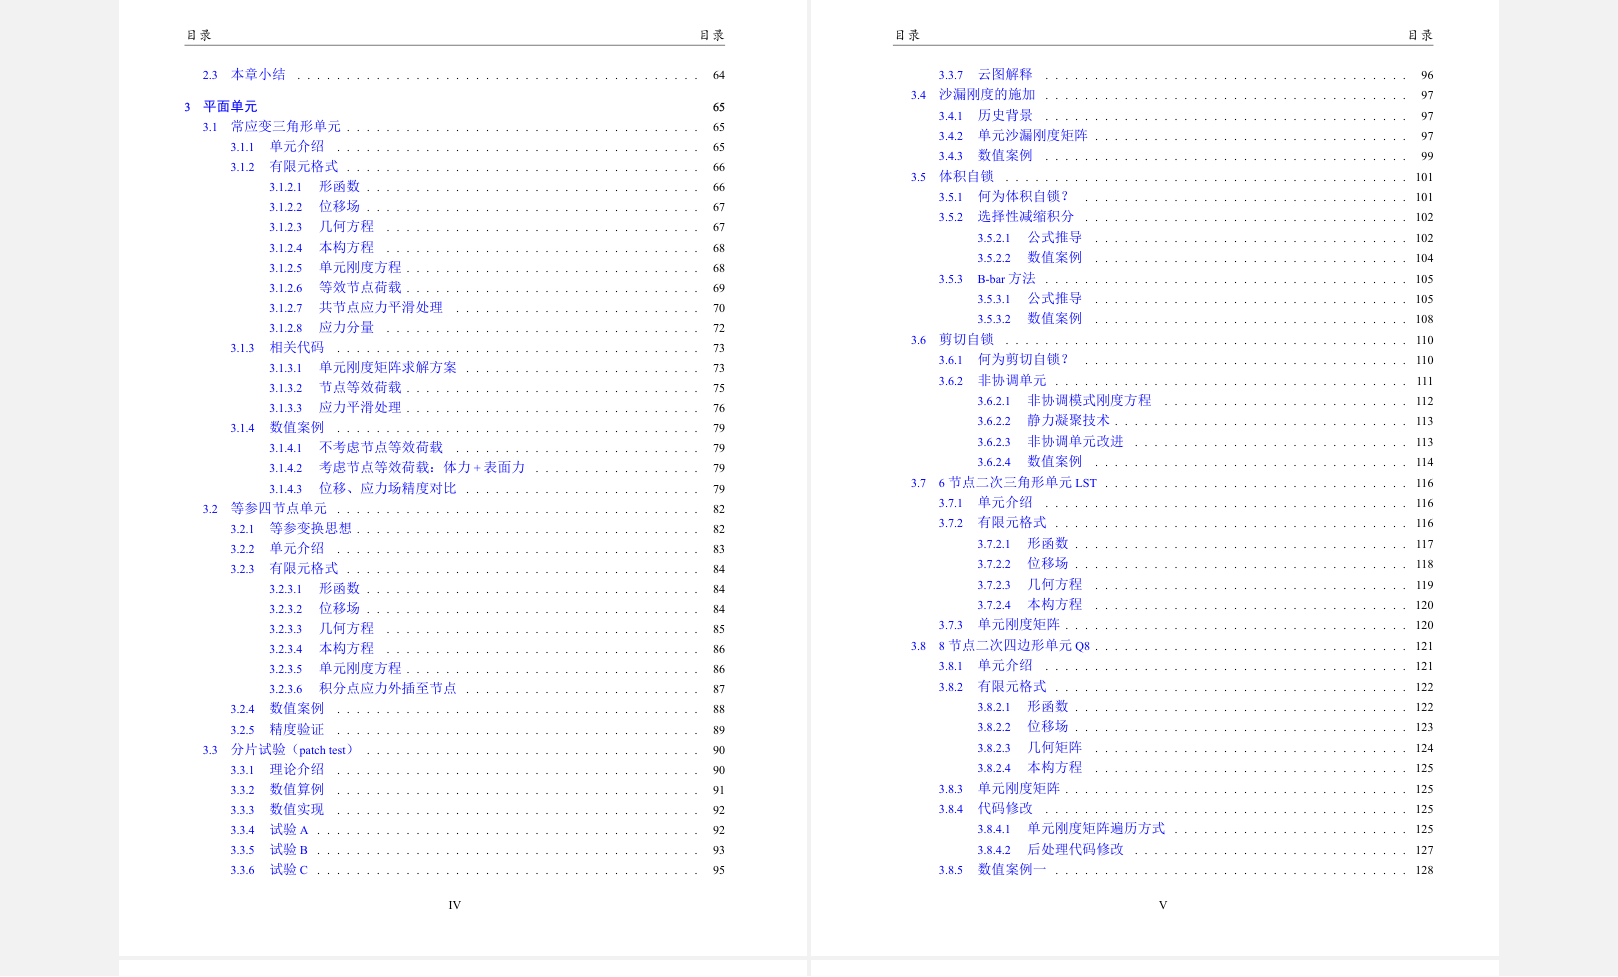 目录 目录
2.3 本章小结 64
3 平面单元 65
3.1 常应变三角形单元 65
3.1.1 单元介绍 65
3.1.2 有限元格式 66
3.1.2.1 形函数 66
3.1.2.2 位移场 67
3.1.2.3 几何方程 67
3.1.2.4 本构方程 68
3.1.2.5 单元刚度方程 68
3.1.2.6 等效节点荷载 69
3.1.2.7 共节点应力平滑处理 70
3.1.2.8 应力分量 72
3.1.3 相关代码 73
3.1.3.1 单元刚度矩阵求解方案 73
3.1.3.2 节点等效荷载 75
3.1.3.3 应力平滑处理 76
3.1.4 数值案例 79
3.1.4.1 不考虑节点等效荷载 79
3.1.4.2 考虑节点等效荷载：体力 + 表面力 79
3.1.4.3 位移、应力场精度对比 79
3.2 等参四节点单元 82
3.2.1 等参变换思想 82
3.2.2 单元介绍 83
3.2.3 有限元格式 84
3.2.3.1 形函数 84
3.2.3.2 位移场 84
3.2.3.3 几何方程 85
3.2.3.4 本构方程 86
3.2.3.5 单元刚度方程 86
3.2.3.6 积分点应力外插至节点 87
3.2.4 数值案例 88
3.2.5 精度验证 89
3.3 分片试验（patch test） 90
3.3.1 理论介绍 90
3.3.2 数值算例 91
3.3.3 数值实现 92
3.3.4 试验 A 92
3.3.5 试验 B 93
3.3.6 试验 C 95
IV
目录 目录
3.3.7 云图解释 96
3.4 沙漏刚度的施加 97
3.4.1 历史背景 97
3.4.2 单元沙漏刚度矩阵 97
3.4.3 数值案例 99
3.5 体积自锁 101
3.5.1 何为体积自锁？ 101
3.5.2 选择性减缩积分 102
3.5.2.1 公式推导 102
3.5.2.2 数值案例 104
3.5.3 B-bar 方法 105
3.5.3.1 公式推导 105
3.5.3.2 数值案例 108
3.6 剪切自锁 110
3.6.1 何为剪切自锁？ 110
3.6.2 非协调单元 111
3.6.2.1 非协调模式刚度方程 112
3.6.2.2 静力凝聚技术 113
3.6.2.3 非协调单元改进 113
3.6.2.4 数值案例 114
3.7 6 节点二次三角形单元 LST 116
3.7.1 单元介绍 116
3.7.2 有限元格式 116
3.7.2.1 形函数 117
3.7.2.2 位移场 118
3.7.2.3 几何方程 119
3.7.2.4 本构方程 120
3.7.3 单元刚度矩阵 120
3.8 8 节点二次四边形单元 Q8 121
3.8.1 单元介绍 121
3.8.2 有限元格式 122
3.8.2.1 形函数 122
3.8.2.2 位移场 123
3.8.2.3 几何矩阵 124
3.8.2.4 本构方程 125
3.8.3 单元刚度矩阵 125
3.8.4 代码修改 125
3.8.4.1 单元刚度矩阵遍历方式 125
3.8.4.2 后处理代码修改 127
3.8.5 数值案例一 128
V